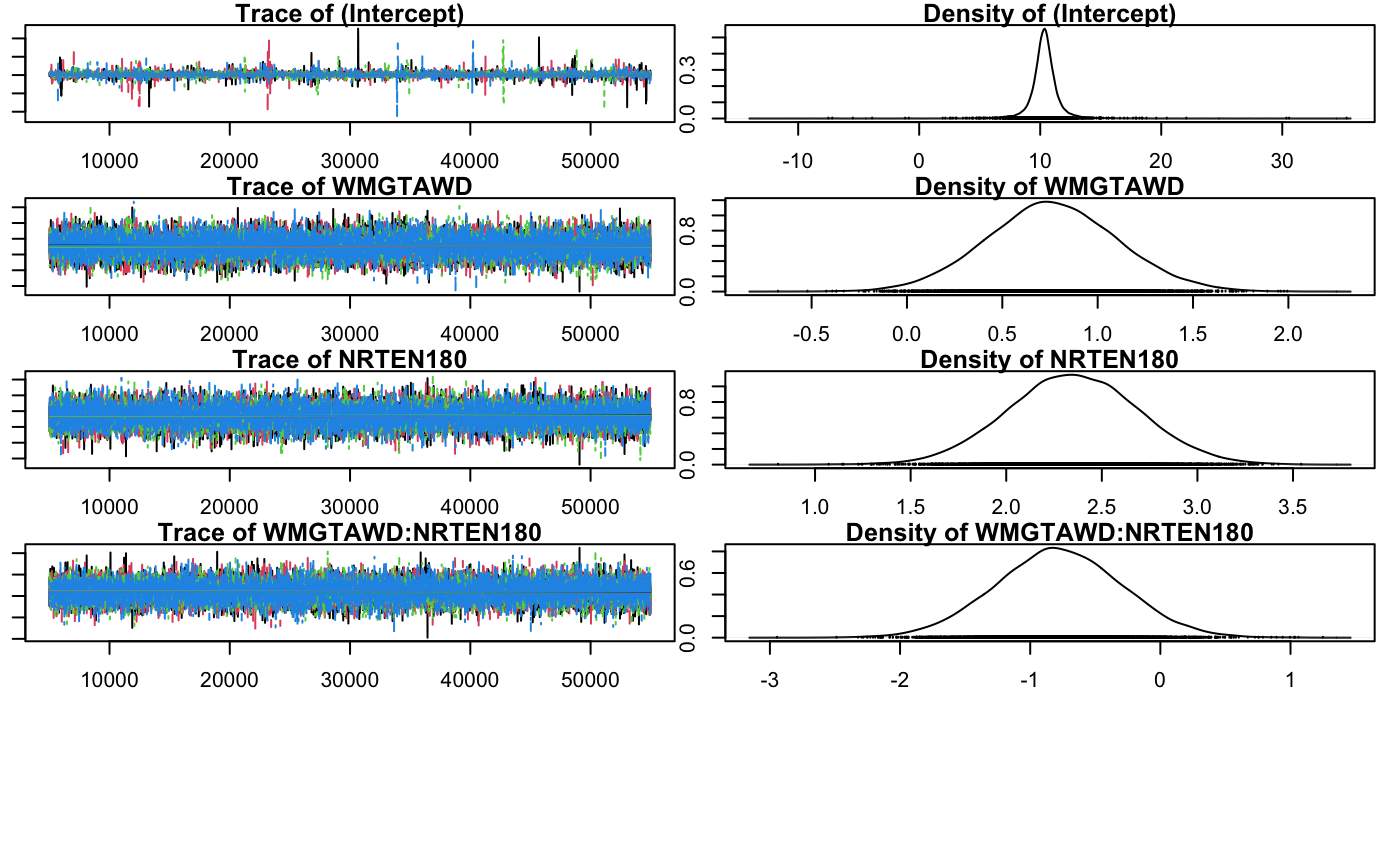 Trace of (Intercept)
10000 20000 30000 40000 50000
Density of (Intercept)
0.0 0.3
-10 0 10 20 30
Trace of WMGTAWD
10000 20000 30000 40000 50000
Density of WMGTAWD
0.0 0.8
-0.5 0.0 0.5 1.0 1.5 2.0
Trace of NRTEN180
10000 20000 30000 40000 50000
Density of NRTEN180
0.0 0.8
1.0 1.5 2.0 2.5 3.0 3.5
Trace of WMGTAWD:NRTEN180
10000 20000 30000 40000 50000
Density of WMGTAWD:NRTEN180
0.0 0.6
-3 -2 -1 0 1